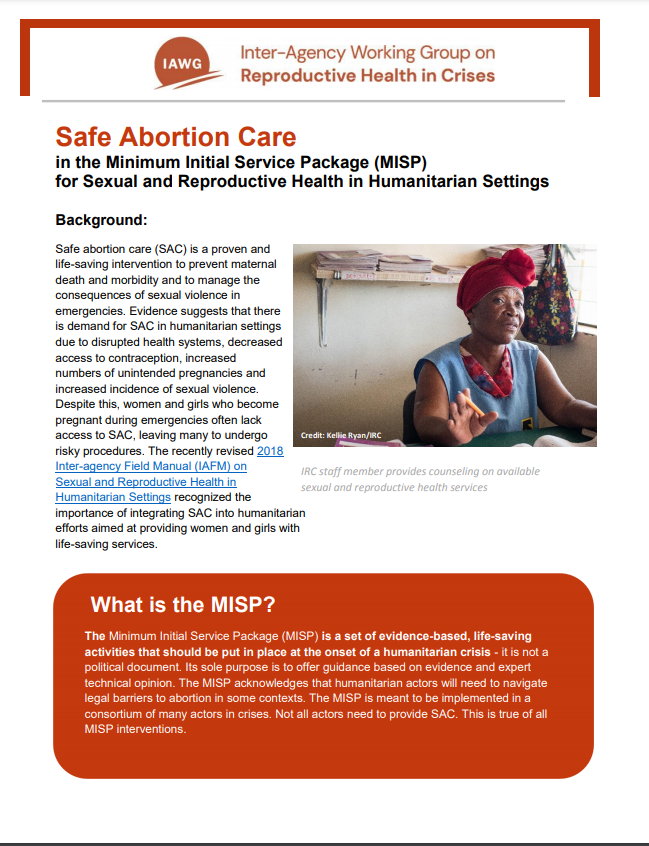 IAWG
Inter-Agency Working Group on
Reproductive Health in Crises
Safe Abortion Care
in the Minimum Initial Service Package (MISP)
for Sexual and Reproductive Health in Humanitarian Settings
Background:
Safe abortion care (SAC) is a proven and
life-saving intervention to prevent maternal
death and morbidity and to manage the
consequences of sexual violence in
emergencies. Evidence suggests that there
is demand for SAC in humanitarian settings
due to disrupted health systems, decreased
access to contraception, increased
numbers of unintended pregnancies and
increased incidence of sexual violence.
Despite this, women and girls who become
pregnant during emergencies often lack
access to SAC, leaving many to undergo
risky procedures. The recently revised 2018
Inter-agency Field Manual (IAFM) on
Sexual and Reproductive Health in
Humanitarian Settings recognized the
importance of integrating SAC into humanitarian
efforts aimed at providing women and girls with
life-saving services.
Credit: Kellie Ryan/IRC
IRC staff member provides counseling on available
sexual and reproductive health services
What is the MISP?
The Minimum Initial Service Package (MISP) is a set of evidence-based, life-saving
activities that should be put in place at the onset of a humanitarian crisis - it is not a
political document. Its sole purpose is to offer guidance based on evidence and expert
technical opinion. The MISP acknowledges that humanitarian actors will need to navigate
legal barriers to abortion in some contexts. The MISP is meant to be implemented in a
consortium of many actors in crises. Not all actors need to provide SAC. This is true of all
MISP interventions.